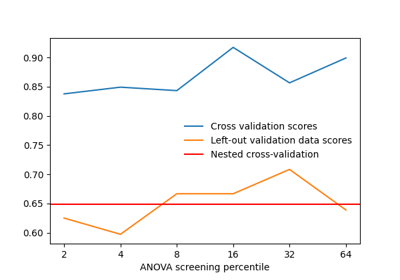 0.90
0.85
0.80
0.75
0.70
0.65
0.60
Cross validation scores
Left-out validation data scores
Nested cross-validation
2 4 8 16 32 64
ANOVA screening percentile